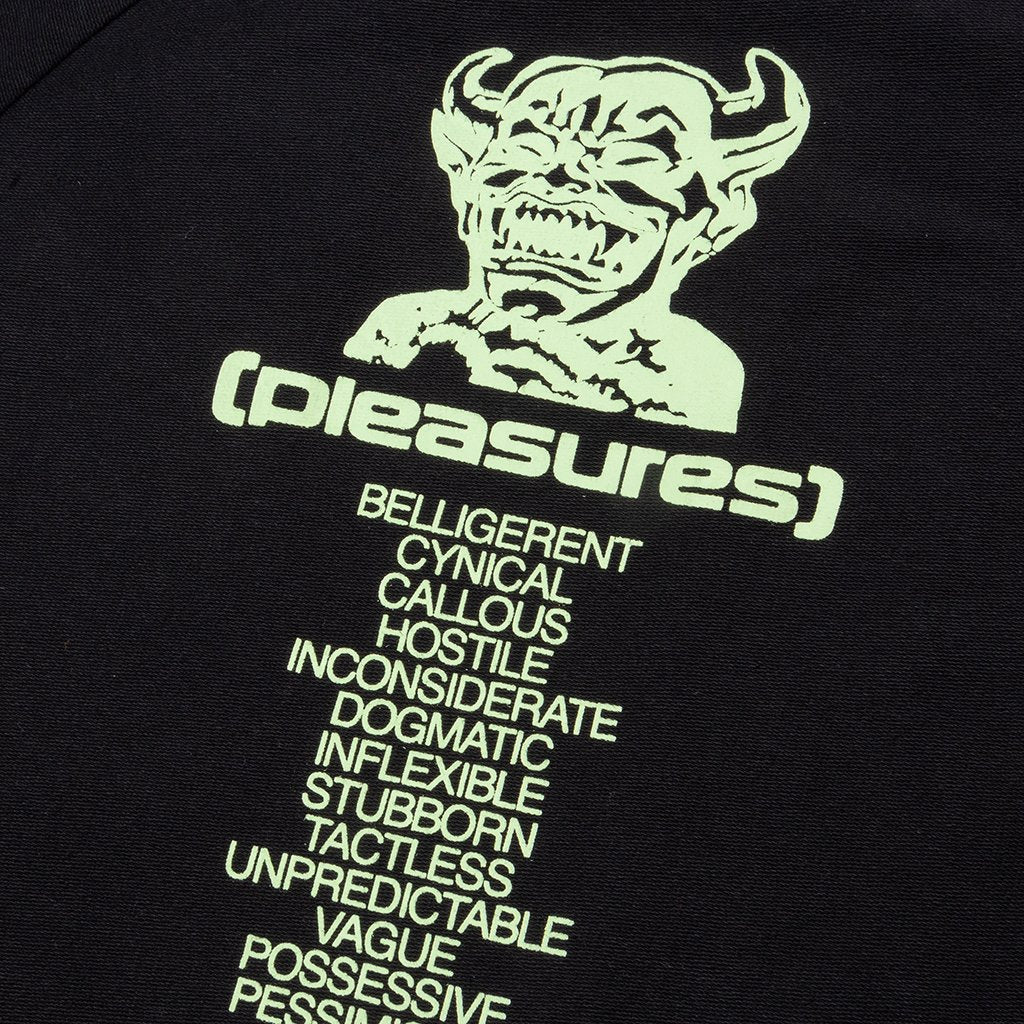 (pleasures)
BELLIGERENT
CYNICAL
CALLOUS
HOSTILE
INCONSIDERATE
DOGMATIC
INFLEXIBLE
STUBBORN
TACTLESS
UNPREDICTABLE
VAGUE
POSSESSIVE